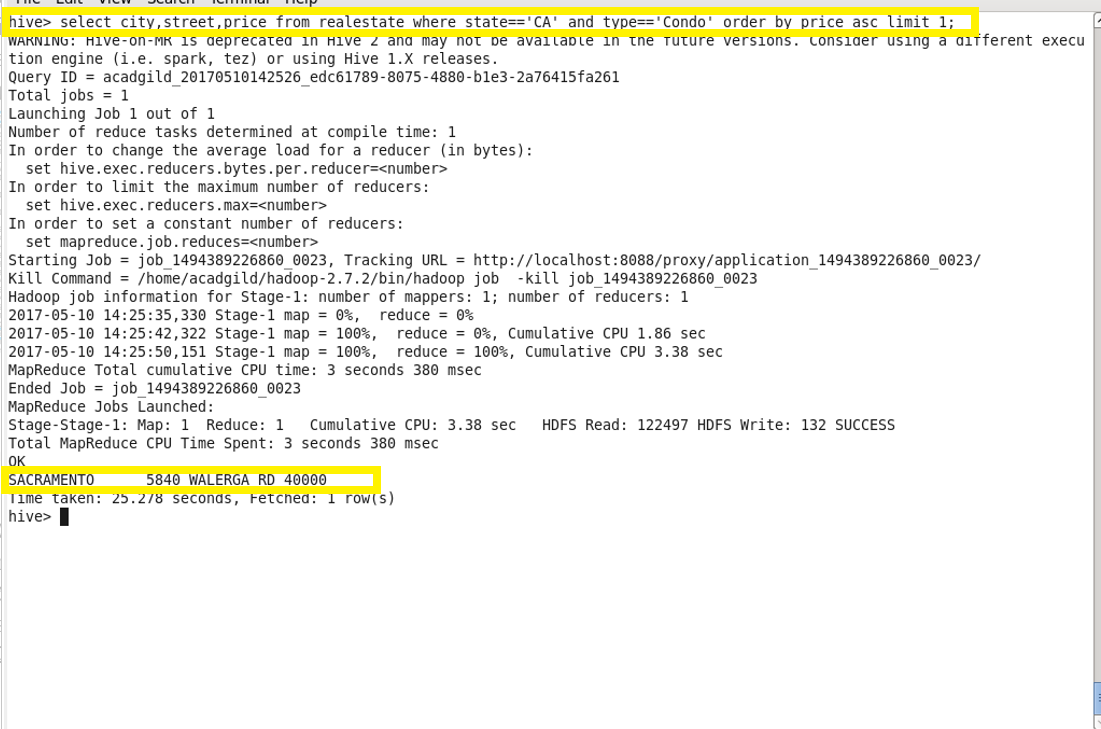 File Edit View Search Terminal Help
hive> select city,street,price from realestate where state=='CA' and type=='Condo' order by price asc limit 1;
WARNING: Hive-on-MR is deprecated in Hive 2 and may not be available in the future versions. Consider using a different execu
tion engine (i.e. spark, tez) or using Hive 1.X releases.
Query ID = acadgild_20170510142526_edc61789-8075-4880-b1e3-2a76415fa261
Total jobs = 1
Launching Job 1 out of 1
Number of reduce tasks determined at compile time: 1
In order to change the average load for a reducer (in bytes):
  set hive.exec.reducers.bytes.per.reducer=<number>
In order to limit the maximum number of reducers:
  set hive.exec.reducers.max=<number>
In order to set a constant number of reducers:
  set mapreduce.job.reduces=<number>
Starting Job = job_1494389226860_0023, Tracking URL = http://localhost:8088/proxy/application_1494389226860_0023/
Kill Command = /home/acadgild/hadoop-2.7.2/bin/hadoop job  -kill job_1494389226860_0023
Hadoop job information for Stage-1: number of mappers: 1; number of reducers: 1
2017-05-10 14:25:35,330 Stage-1 map = 0%,  reduce = 0%
2017-05-10 14:25:42,322 Stage-1 map = 100%,  reduce = 0%, Cumulative CPU 1.86 sec
2017-05-10 14:25:50,151 Stage-1 map = 100%,  reduce = 100%, Cumulative CPU 3.38 sec
MapReduce Total cumulative CPU time: 3 seconds 380 msec
Ended Job = job_1494389226860_0023
MapReduce Jobs Launched:
Stage-Stage-1: Map: 1  Reduce: 1   Cumulative CPU: 3.38 sec   HDFS Read: 122497 HDFS Write: 132 SUCCESS
Total MapReduce CPU Time Spent: 3 seconds 380 msec
OK
SACRAMENTO      5840 WALERGA RD 40000
Time taken: 25.278 seconds, Fetched: 1 row(s)
hive>